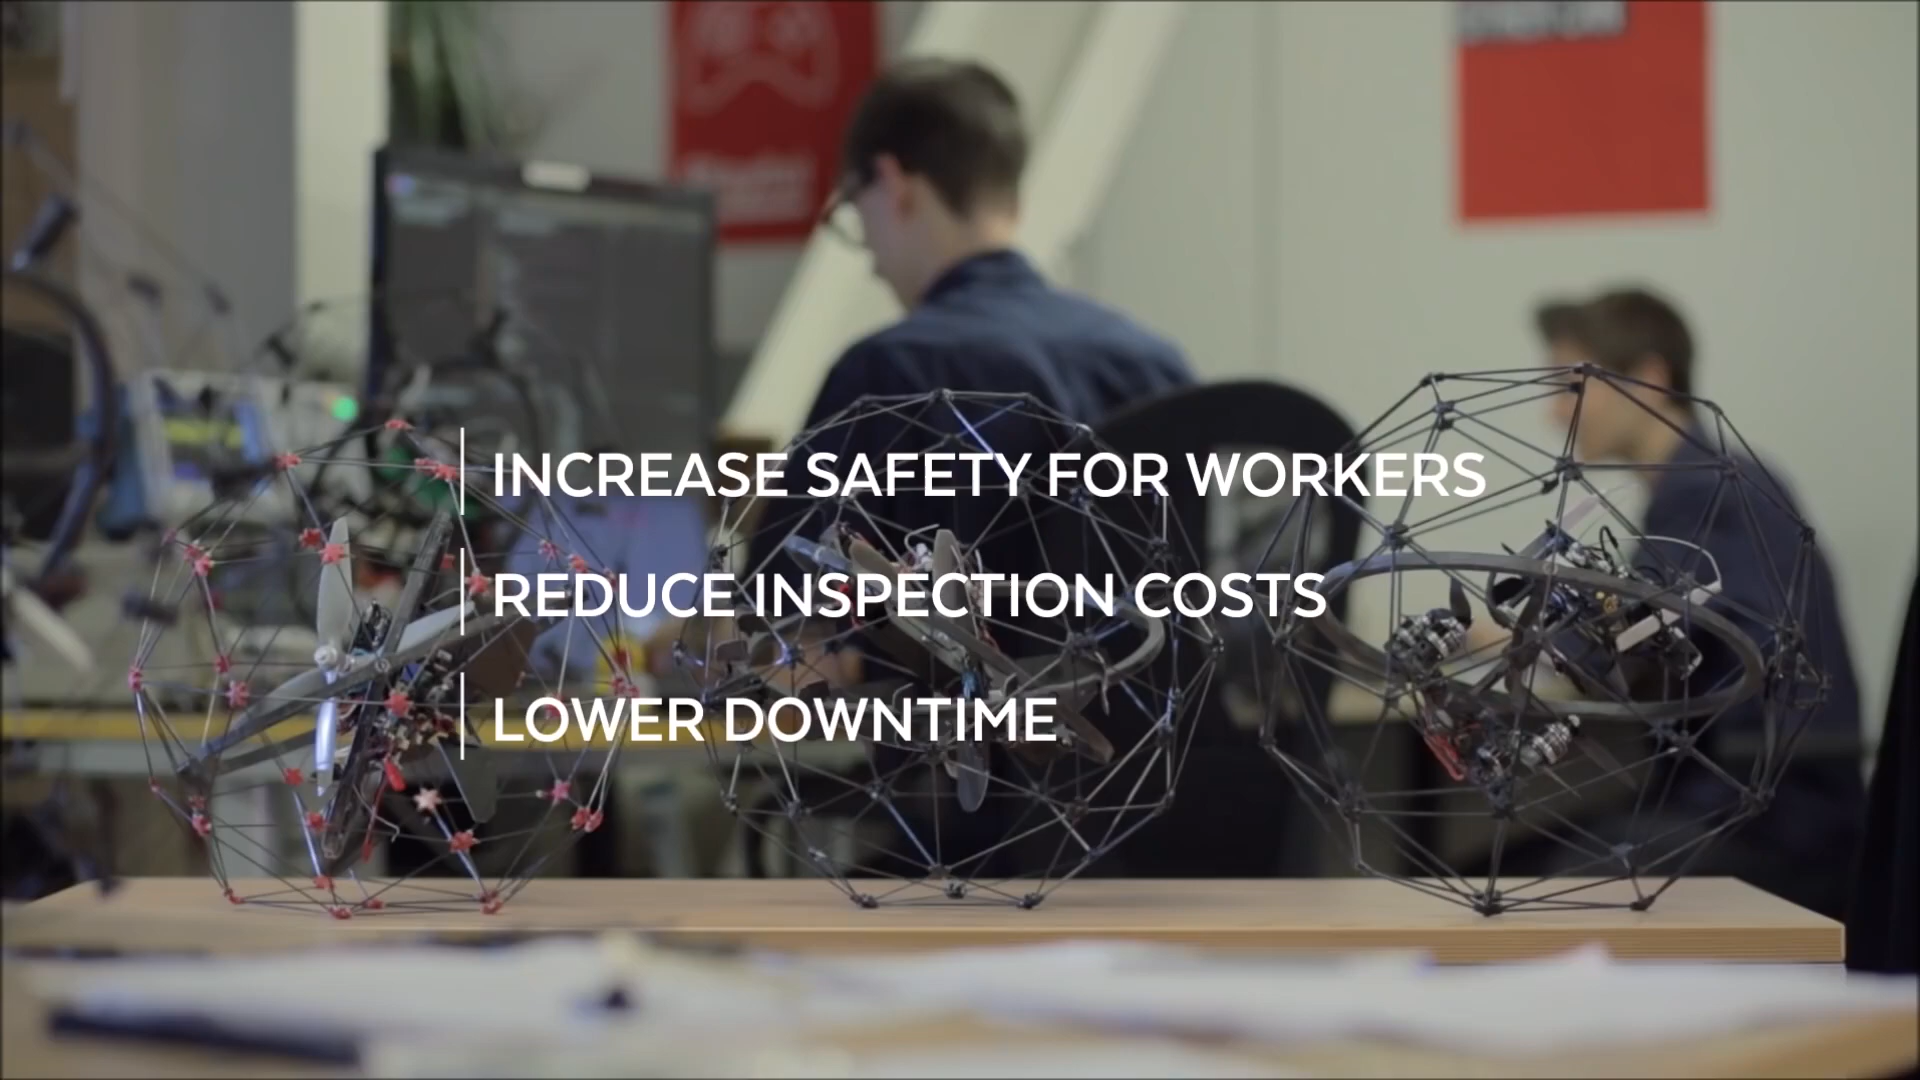 INCREASE SAFETY FOR WORKERS
REDUCE INSPECTION COSTS
LOWER DOWNTIME